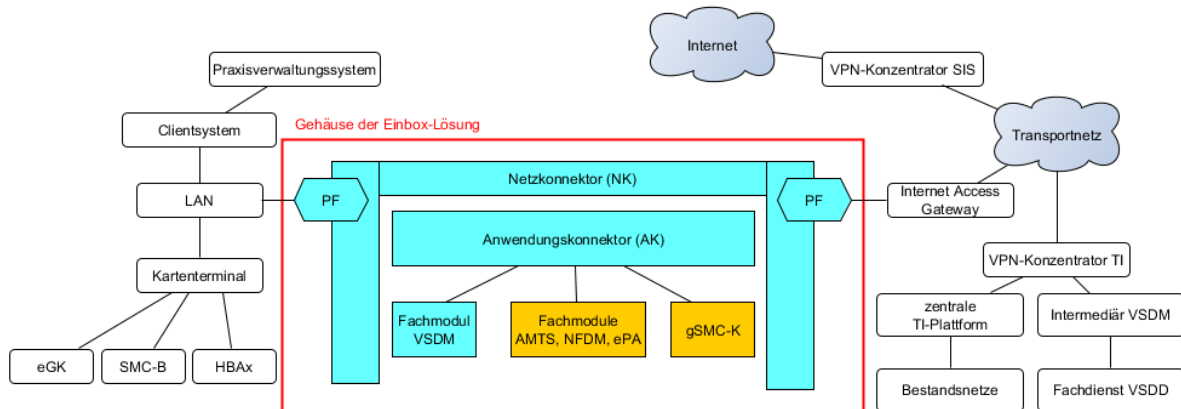 Internet
Praxisverwaltungssystem
VPN-Konzentrator SIS
Gehäuse der Einbox-Lösung
Clientsystem
Transportnetz
Netzkonnektor (NK)
LAN
PF
PF
Internet Access
Gateway
Anwendungskonnektor (AK)
Kartenterminal
VPN-Konzentrator TI
Fachmodul
VSDM
Fachmodule
AMTS, NFDM, ePA
gSMC-K
zentrale
TI-Plattform
Intermediär VSDM
eGK
SMC-B
HBAx
Bestandsnetze
Fachdienst VSDD